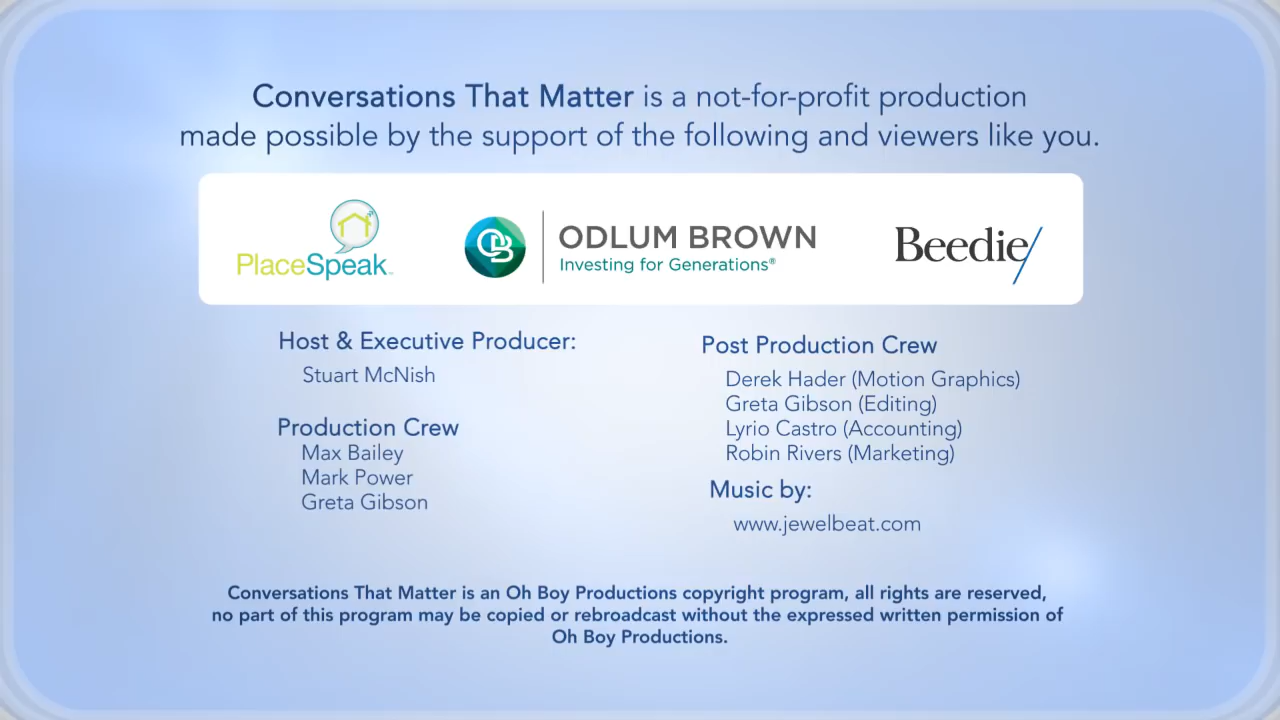 Conversations That Matter is a not-for-profit production
made possible by the support of the following and viewers like you.
PlaceSpeak™
OB
ODLUM BROWN
Investing for Generations®
Beedie/
Host & Executive Producer:
Stuart McNish
Production Crew
Max Bailey
Mark Power
Greta Gibson
Post Production Crew
Derek Hader (Motion Graphics)
Greta Gibson (Editing)
Lyrio Castro (Accounting)
Robin Rivers (Marketing)
Music by:
www.jewelbeat.com
Conversations That Matter is an Oh Boy Productions copyright program, all rights are reserved,
no part of this program may be copied or rebroadcast without the expressed written permission of
Oh Boy Productions.